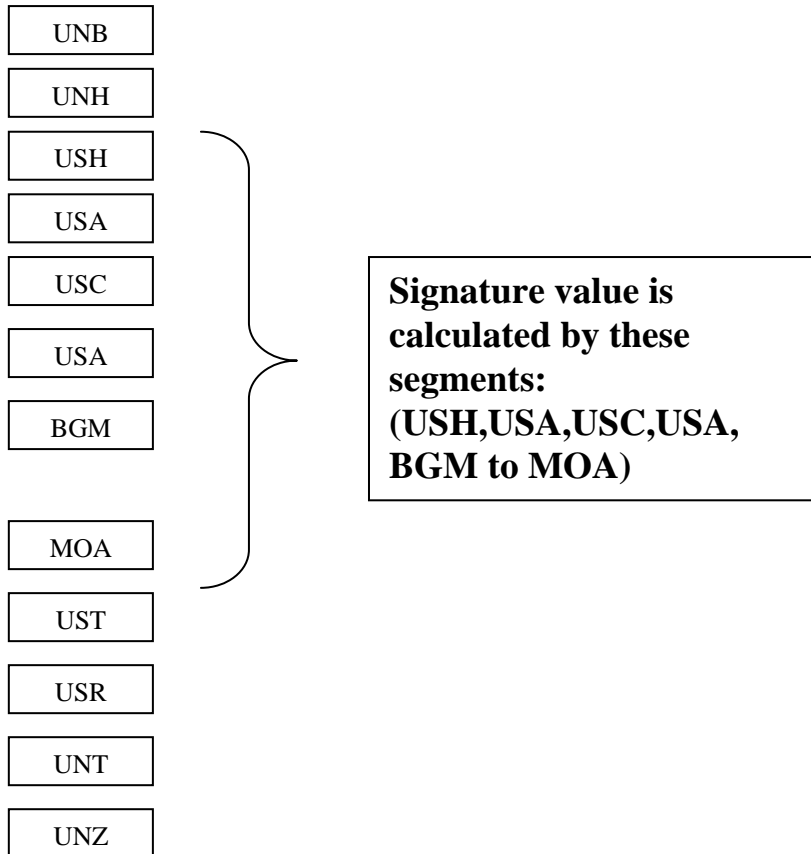 UNB
UNH
USH
USA
USC
USA
BGM
MOA
UST
USR
UNT
UNZ
Signature value is
calculated by these
segments:
(USH,USA,USC,USA,
BGM to MOA)